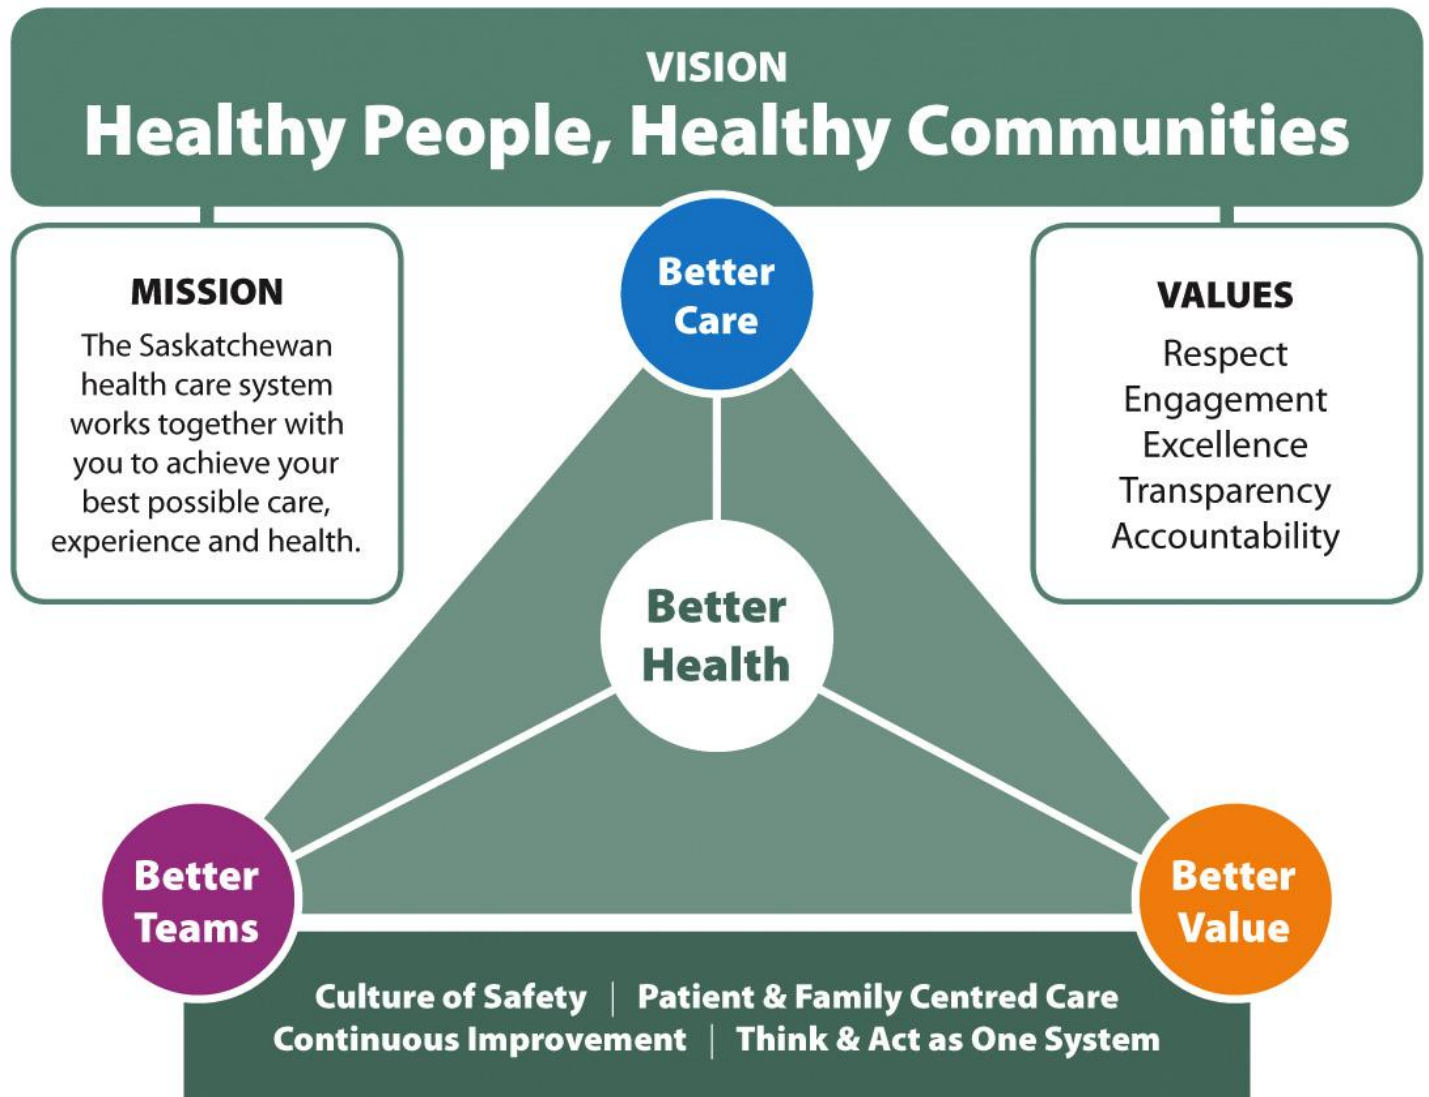 VISION
Healthy People, Healthy Communities
MISSION
The Saskatchewan
health care system
works together with
you to achieve your
best possible care,
experience and health.
Better
Care
VALUES
Respect
Engagement
Excellence
Transparency
Accountability
Better
Health
Better
Teams
Better
Value
Culture of Safety | Patient & Family Centred Care
Continuous Improvement | Think & Act as One System